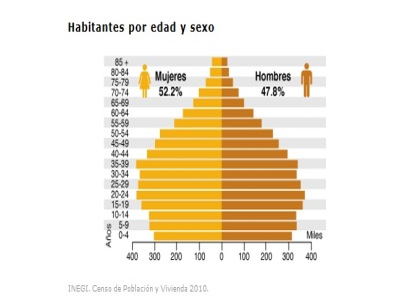 Habitantes por edad y sexo
85 +
80-84
75-79
70-74
65-69
60-64
55-59
50-54
45-49
40-44
35-39
30-34
25-29
20-24
15-19
10-14
5-9
0-4
Años
Mujeres
52.2%
Hombres
47.8%
Miles
400 300 200 100 0 0 100 200 300 400
INEGI. Censo de Población y Vivienda 2010.